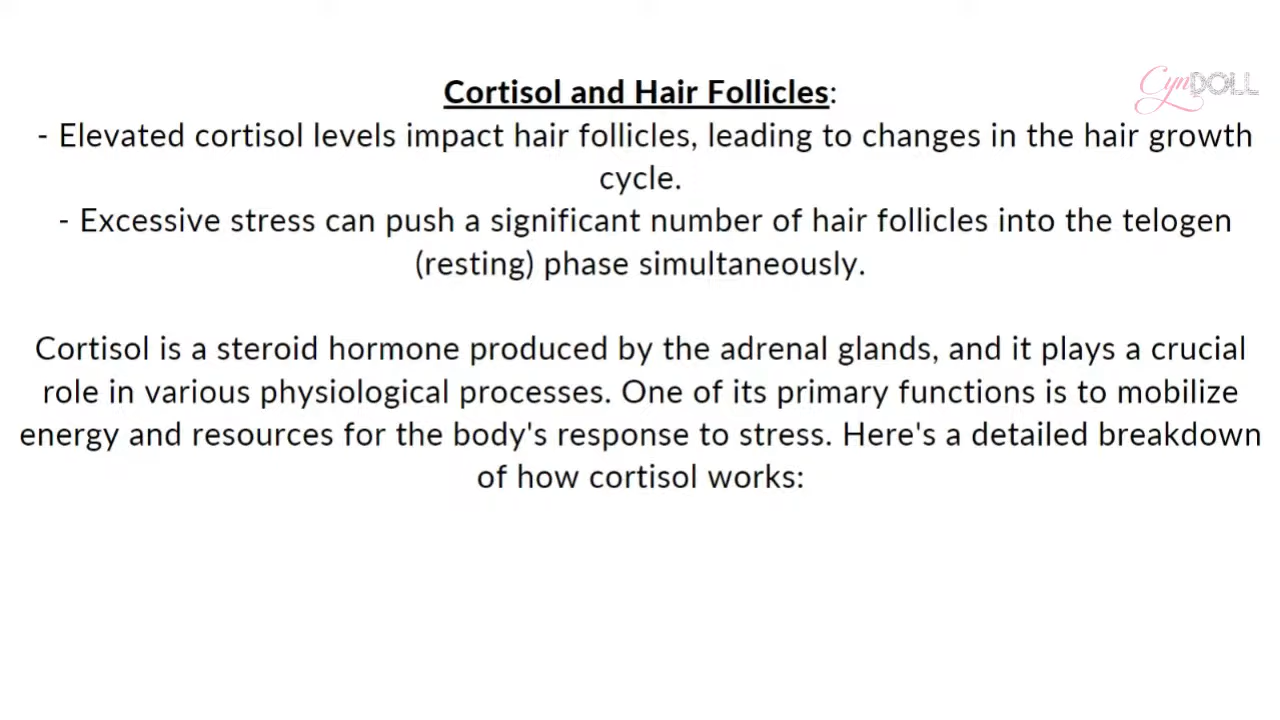 CynDOLL
Cortisol and Hair Follicles:
- Elevated cortisol levels impact hair follicles, leading to changes in the hair growth
cycle.
- Excessive stress can push a significant number of hair follicles into the telogen
(resting) phase simultaneously.
Cortisol is a steroid hormone produced by the adrenal glands, and it plays a crucial
role in various physiological processes. One of its primary functions is to mobilize
energy and resources for the body's response to stress. Here's a detailed breakdown
of how cortisol works: